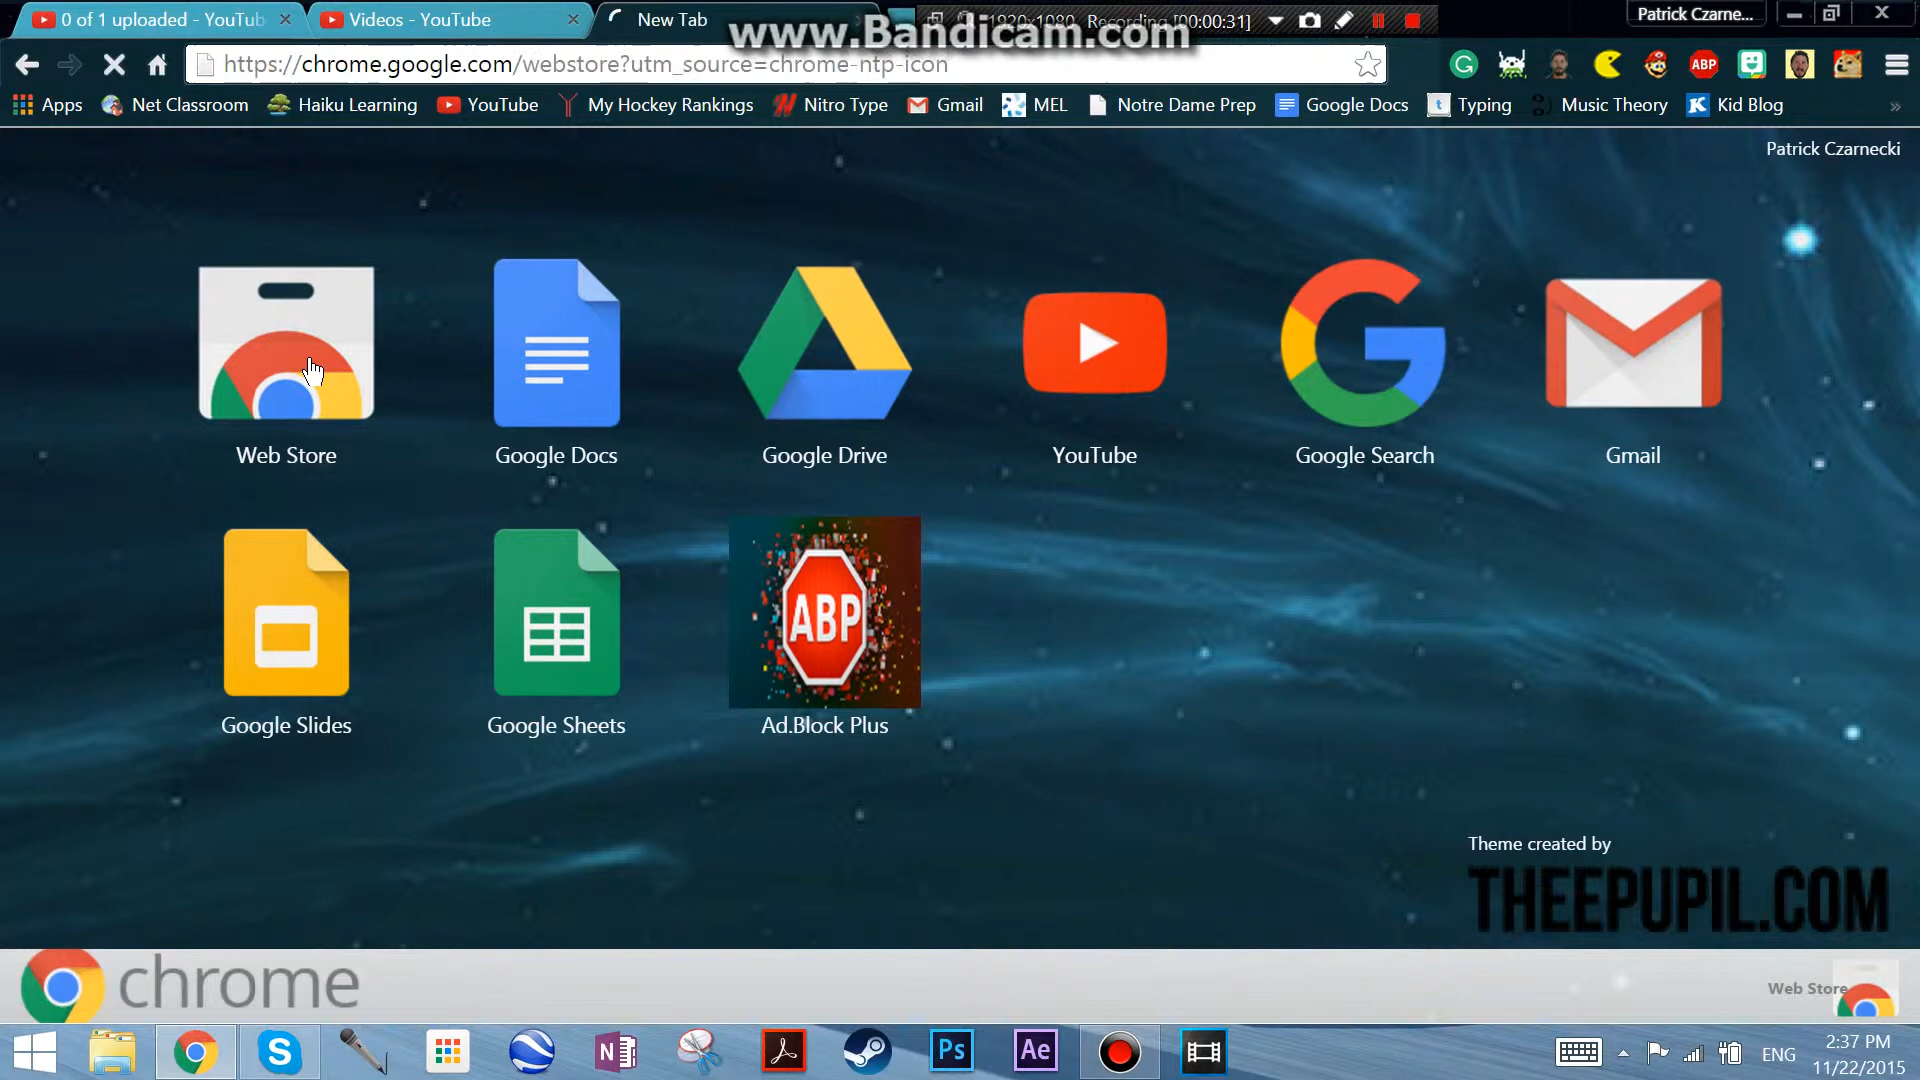 0 of 1 uploaded - YouTub
Videos - YouTube
New Tab
1920x1080 Recording [00:00:31]
Patrick Czarne...
www.Bandicam.com
https://chrome.google.com/webstore?utm_source=chrome-ntp-icon
ABP
Apps
Net Classroom
Haiku Learning
YouTube
My Hockey Rankings
Nitro Type
Gmail
MEL
Notre Dame Prep
Google Docs
Typing
Music Theory
Kid Blog
»
Patrick Czarnecki
Web Store
Google Docs
Google Drive
YouTube
Google Search
Gmail
ABP
Google Slides
Google Sheets
Ad.Block Plus
Theme created by
THEEPUPIL.COM
chrome
Web Store
Ps
Ae
ENG
2:37 PM
11/22/2015